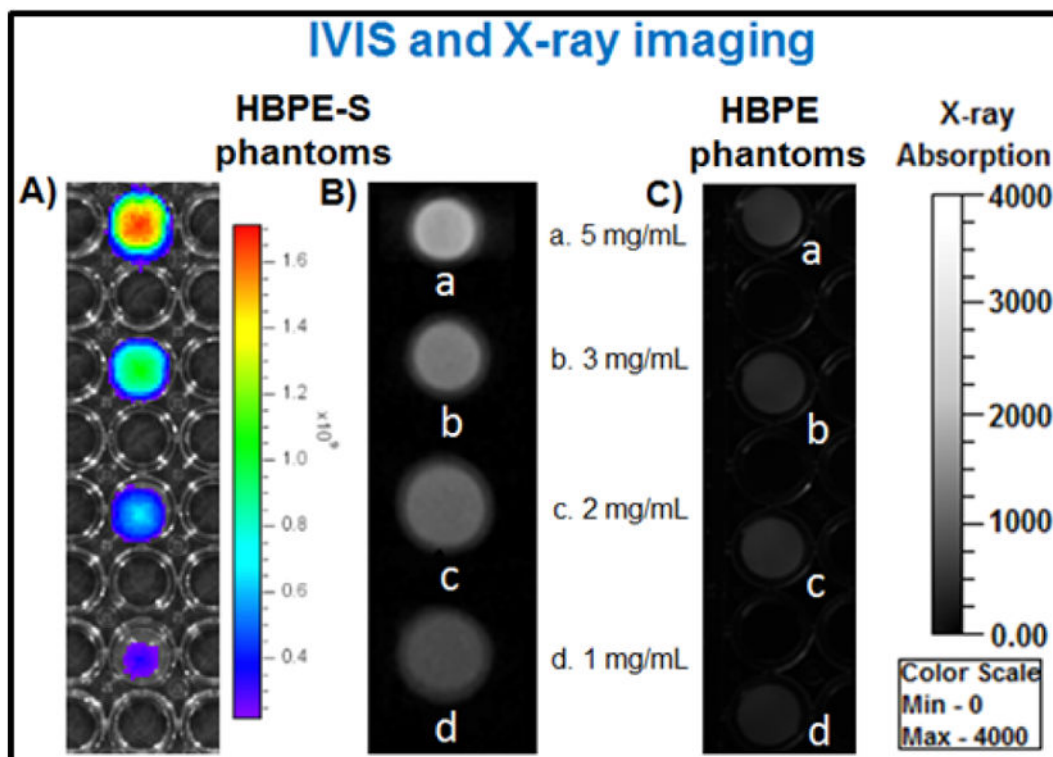 IVIS and X-ray imaging
HBPE-S
phantoms
HBPE
phantoms
X-ray
Absorption
A)
1.6
1.4
1.2
1.0
0.8
0.6
0.4
x10⁹
B)
a
b
c
d
a. 5 mg/mL
b. 3 mg/mL
c. 2 mg/mL
d. 1 mg/mL
C)
a
b
c
d
4000
3000
2000
1000
0.00
Color Scale
Min - 0
Max - 4000